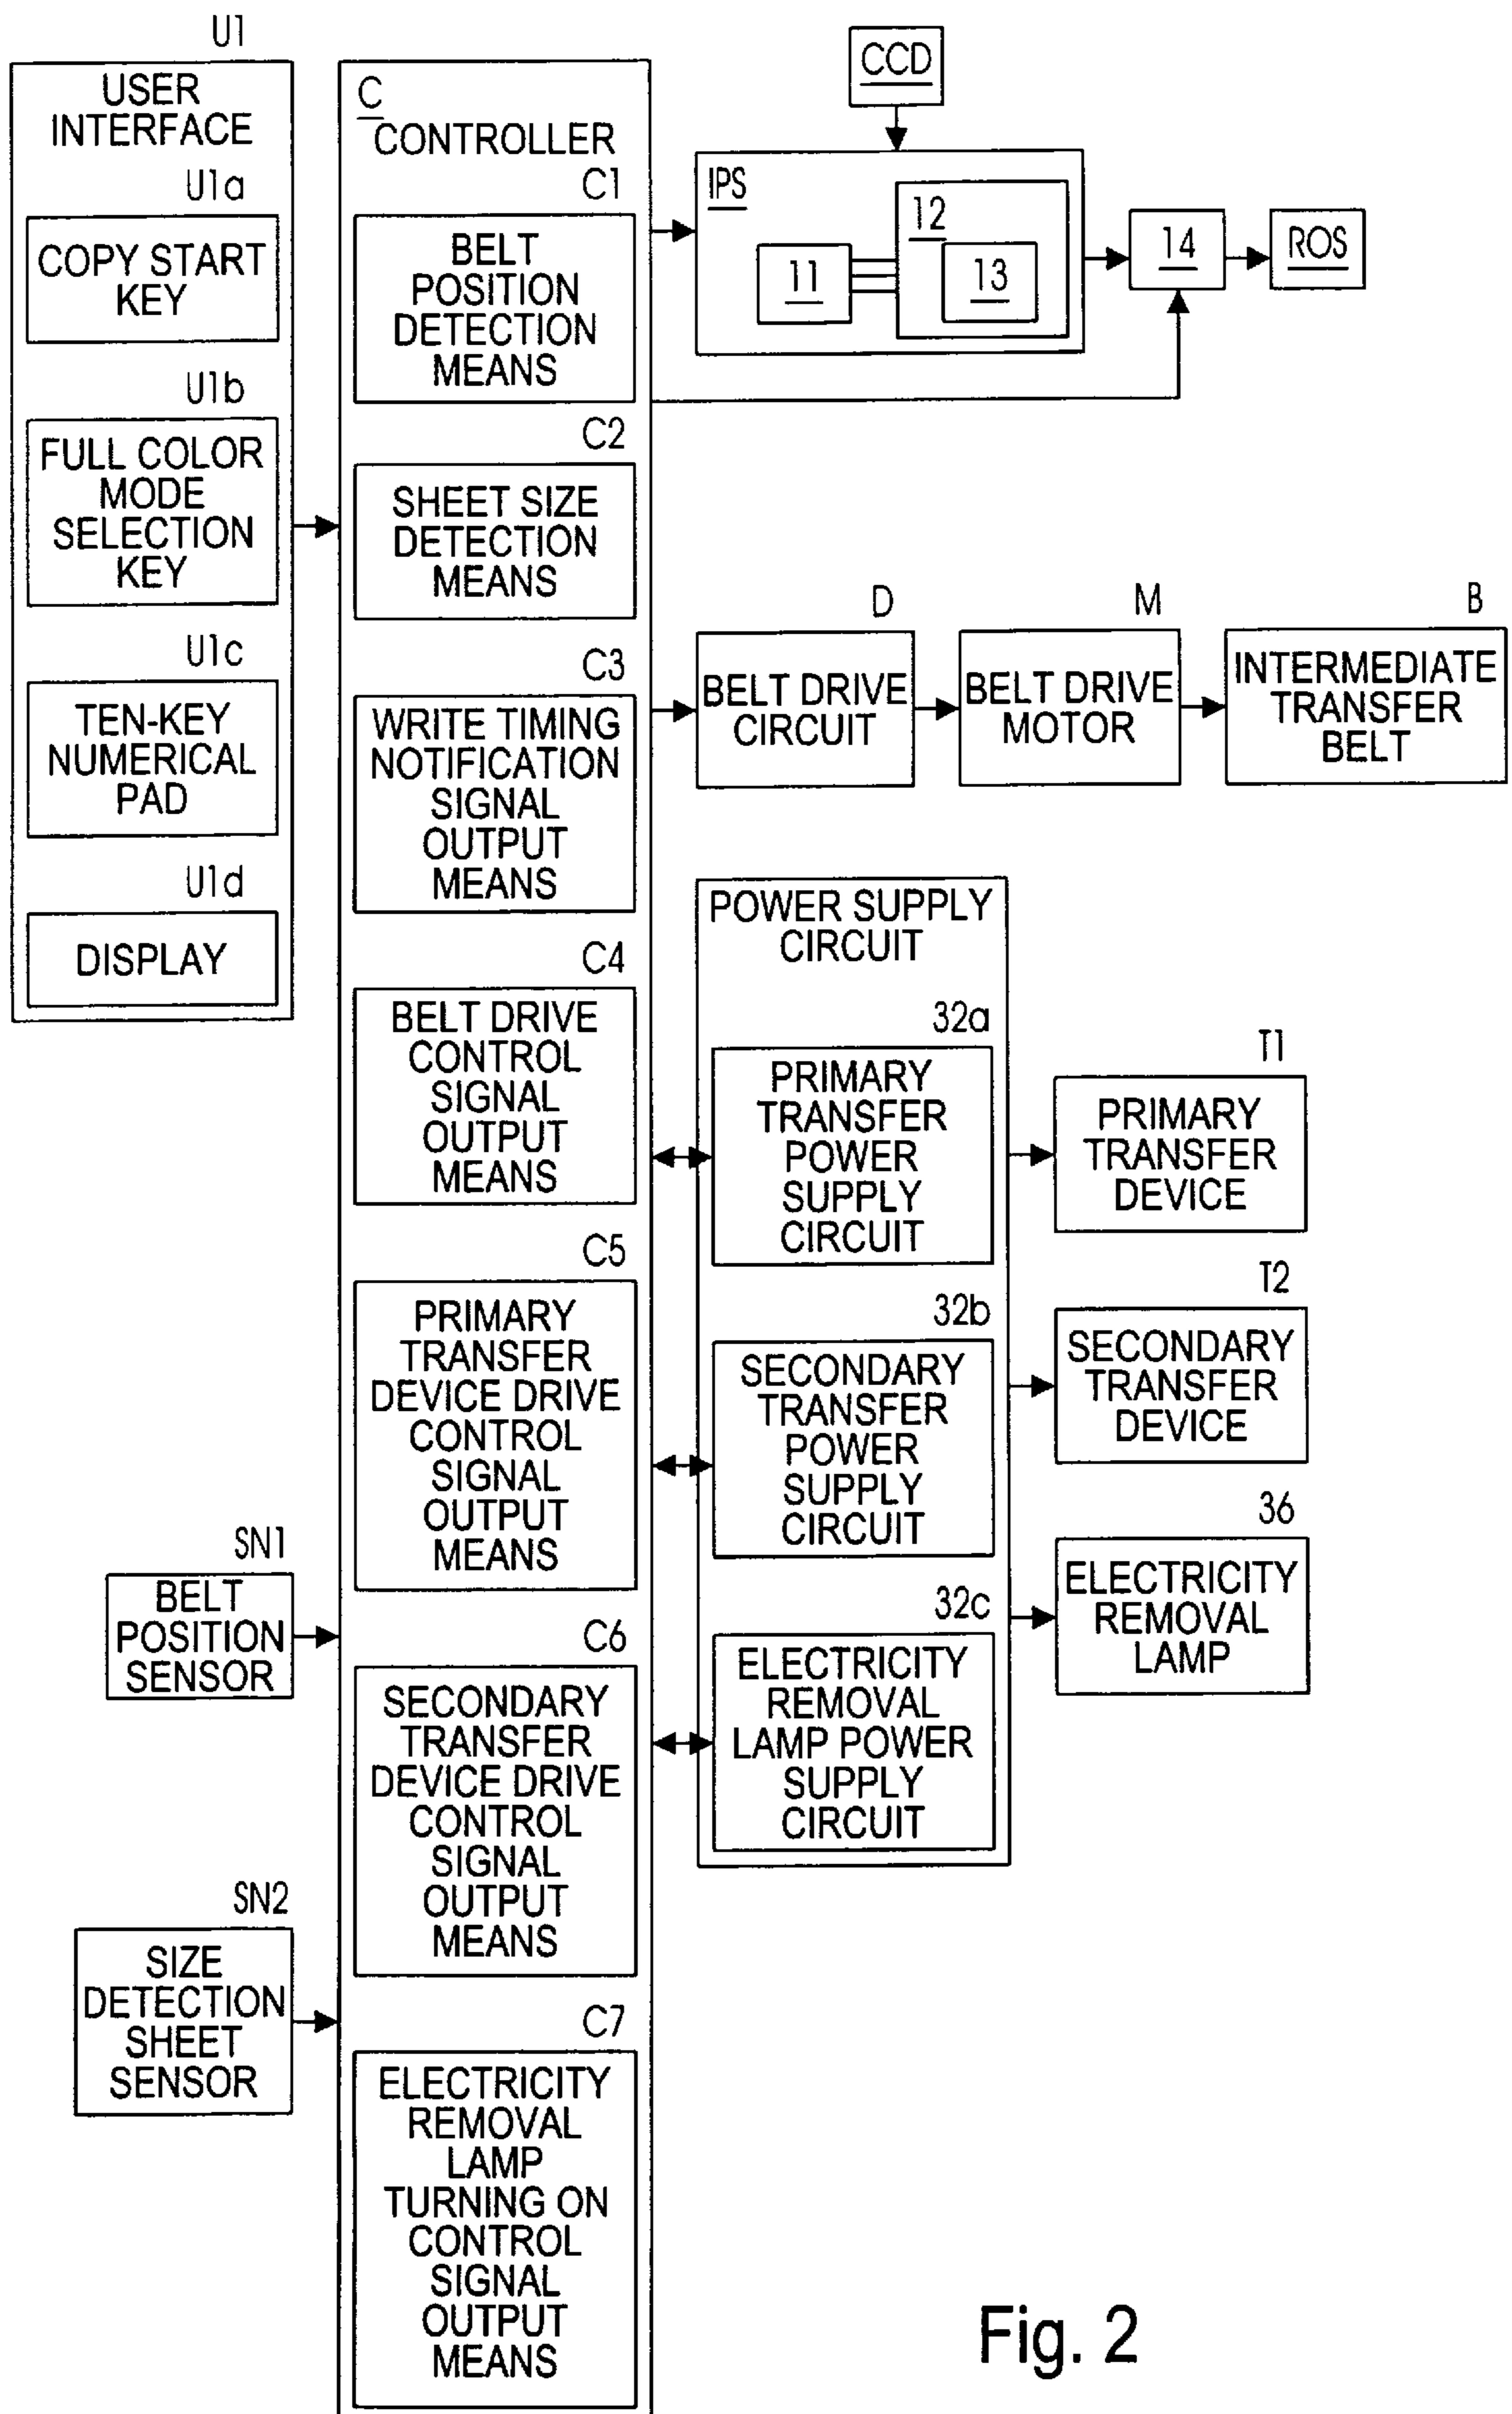 U1
USER
INTERFACE
U1a
COPY START
KEY
U1b
FULL COLOR
MODE
SELECTION
KEY
U1c
TEN-KEY
NUMERICAL
PAD
U1d
DISPLAY
SN1
BELT
POSITION
SENSOR
SN2
SIZE
DETECTION
SHEET
SENSOR
C
CONTROLLER
C1
BELT
POSITION
DETECTION
MEANS
C2
SHEET SIZE
DETECTION
MEANS
C3
WRITE TIMING
NOTIFICATION
SIGNAL
OUTPUT
MEANS
C4
BELT DRIVE
CONTROL
SIGNAL
OUTPUT
MEANS
C5
PRIMARY
TRANSFER
DEVICE DRIVE
CONTROL
SIGNAL
OUTPUT
MEANS
C6
SECONDARY
TRANSFER
DEVICE DRIVE
CONTROL
SIGNAL
OUTPUT
MEANS
C7
ELECTRICITY
REMOVAL
LAMP
TURNING ON
CONTROL
SIGNAL
OUTPUT
MEANS
CCD
IPS
11
12
13
14
ROS
D
BELT DRIVE
CIRCUIT
M
BELT DRIVE
MOTOR
B
INTERMEDIATE
TRANSFER
BELT
POWER SUPPLY
CIRCUIT
32a
PRIMARY
TRANSFER
POWER
SUPPLY
CIRCUIT
32b
SECONDARY
TRANSFER
POWER
SUPPLY
CIRCUIT
32c
ELECTRICITY
REMOVAL
LAMP POWER
SUPPLY
CIRCUIT
T1
PRIMARY
TRANSFER
DEVICE
T2
SECONDARY
TRANSFER
DEVICE
36
ELECTRICITY
REMOVAL
LAMP
Fig. 2